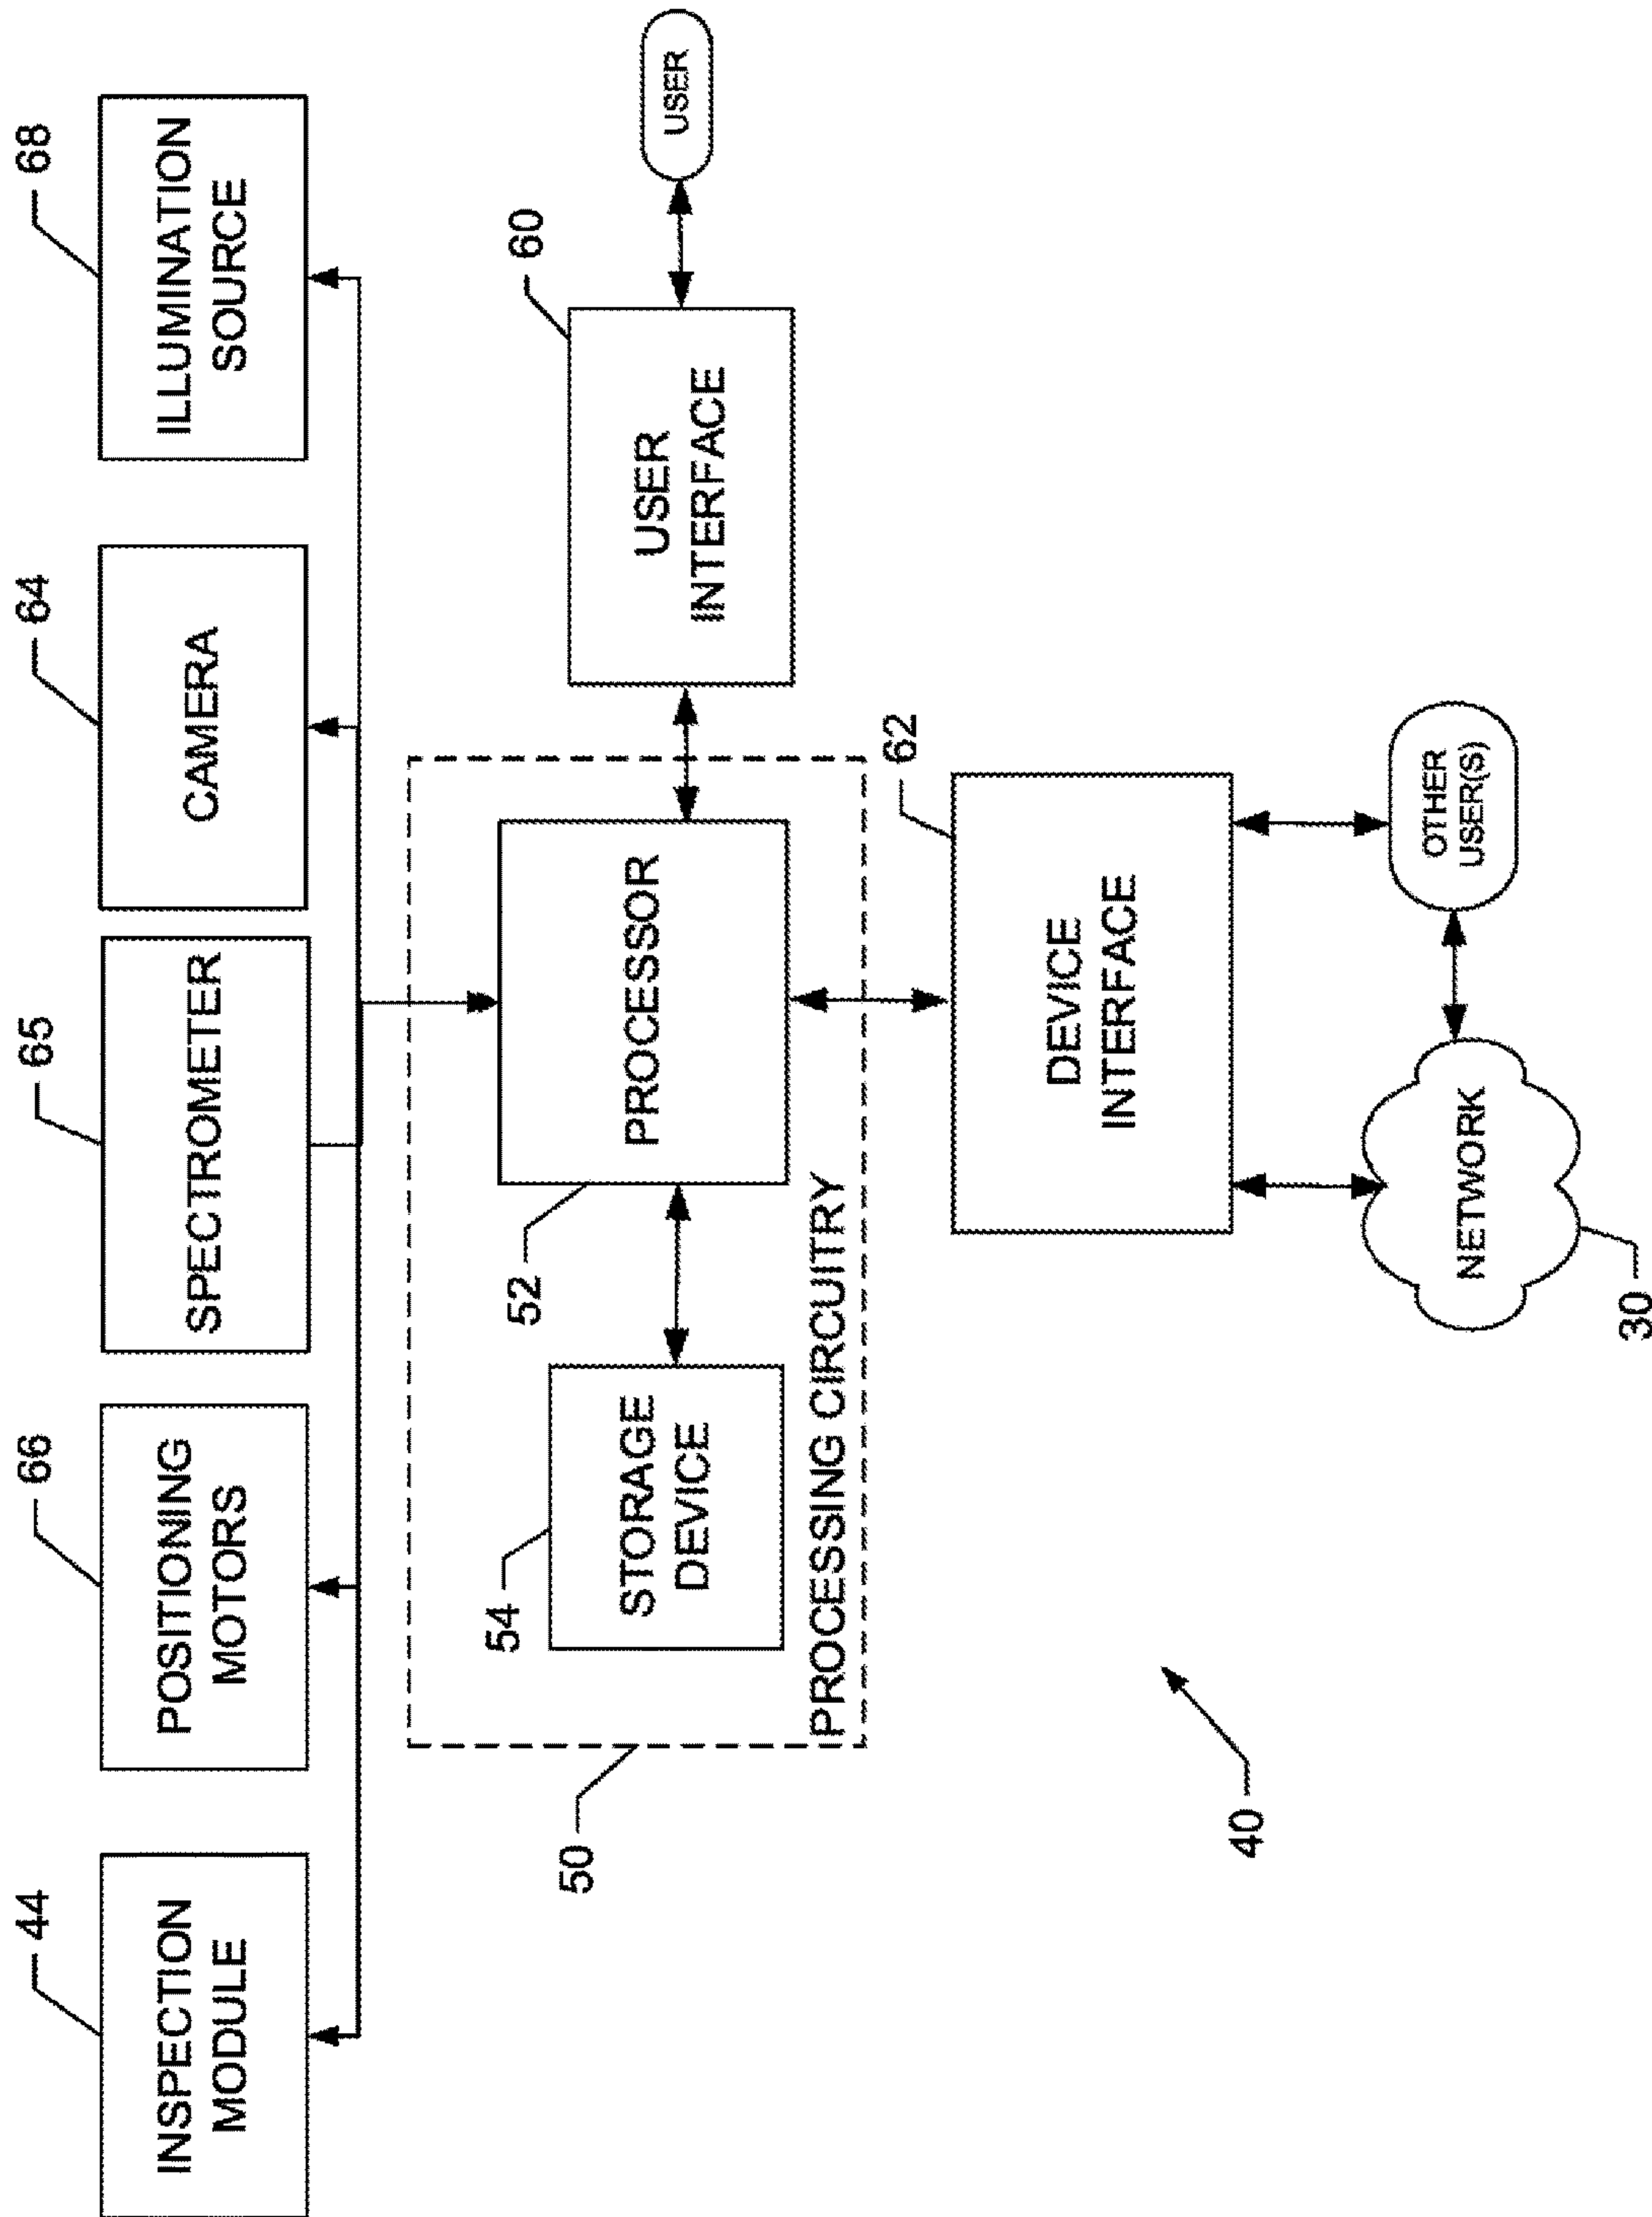 44
66
65
64
68
INSPECTION
MODULE
POSITIONING
MOTORS
SPECTROMETER
CAMERA
ILLUMINATION
SOURCE
50
54
52
60
STORAGE
DEVICE
PROCESSOR
USER
INTERFACE
USER
PROCESSING CIRCUITRY
62
DEVICE
INTERFACE
40
NETWORK
OTHER
USER(S)
30